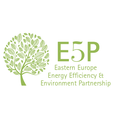 E5P
Eastern Europe
Energy Efficiency &
Environment Partnership